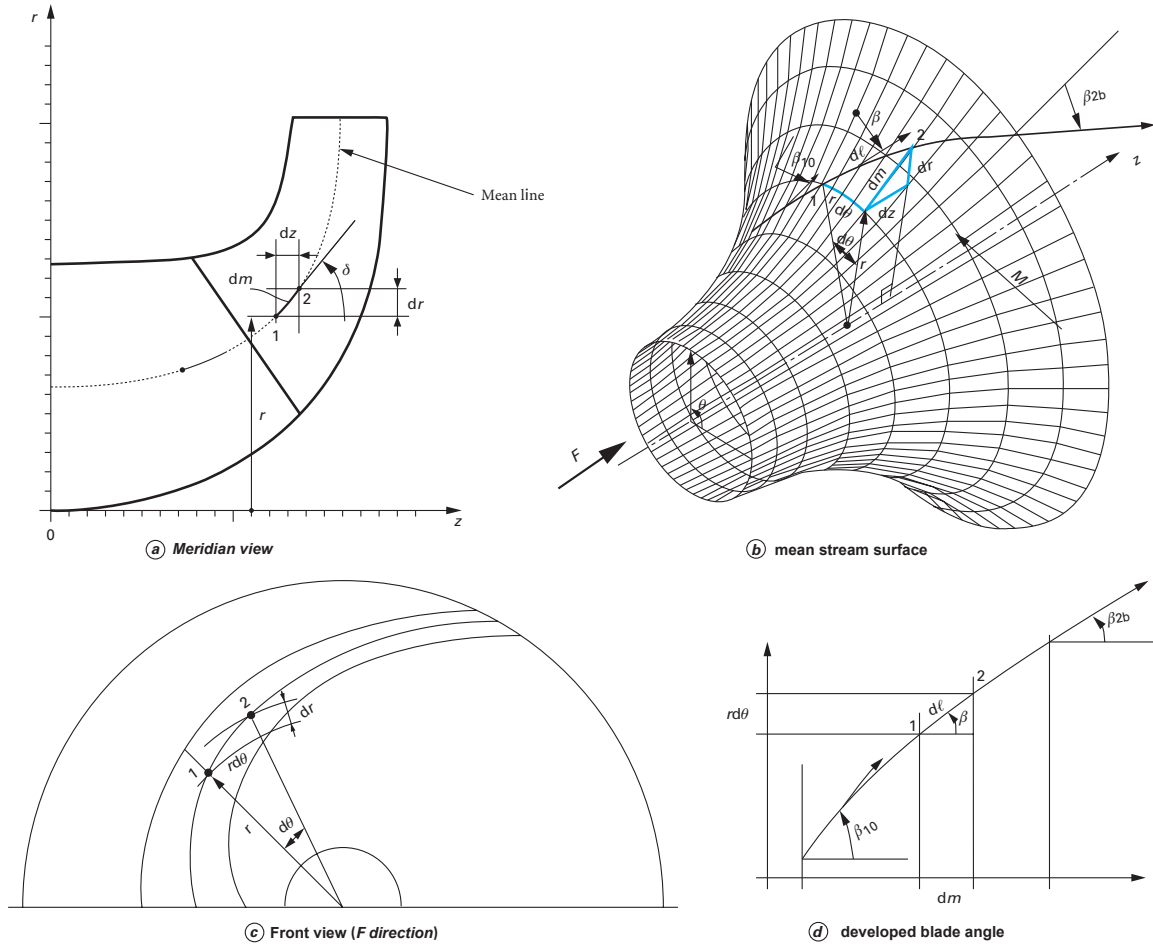 r
Mean line
dz
dm
δ
2
dr
1
r
0
z
a Meridian view
β2b
β
2
dℓ
z
β10
dm
dr
1
r
dθ
dz
dθ
r
M
θ
F
b mean stream surface
2
dr
1
rdθ
dθ
r
c Front view (F direction)
β2b
2
rdθ
dℓ
1
β
β10
dm
d developed blade angle